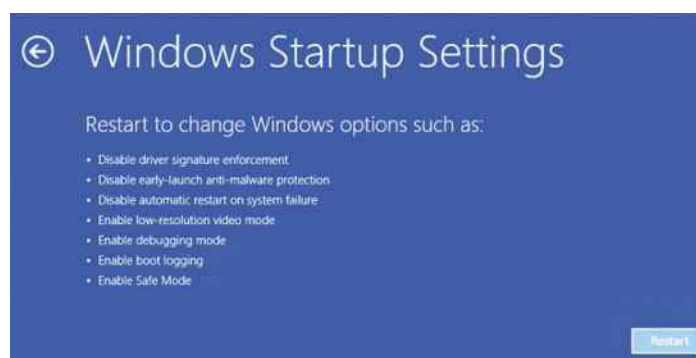 Windows Startup Settings
Restart to change Windows options such as:
• Disable driver signature enforcement
• Disable early-launch anti-malware protection
• Disable automatic restart on system failure
• Enable low-resolution video mode
• Enable debugging mode
• Enable boot logging
• Enable Safe Mode
Restart